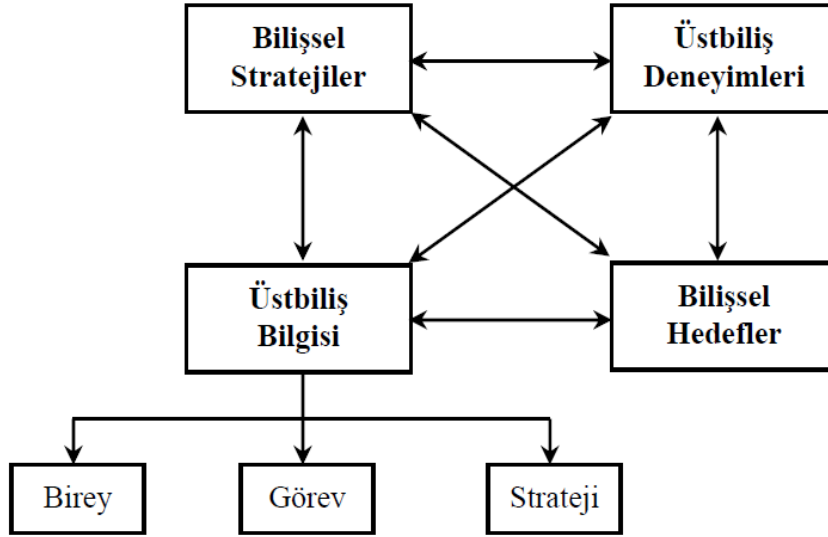 Bilişsel
Stratejiler
Üstbiliş
Deneyimleri
Üstbiliş
Bilgisi
Bilişsel
Hedefler
Birey
Görev
Strateji